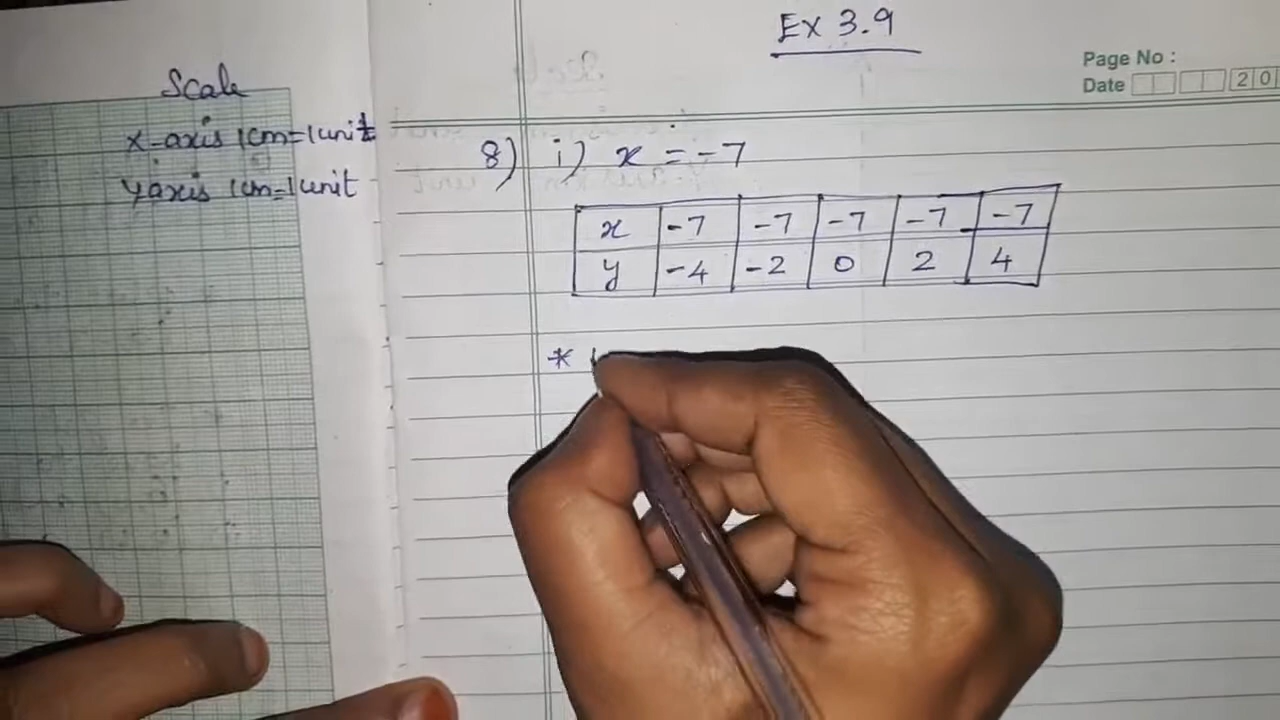 Ex 3.9
Page No :
Date 20
Scale
x-axis 1cm=1unit
y axis 1cm=1unit
8) i) x = -7
x -7 -7 -7 -7 -7
y -4 -2 0 2 4
*